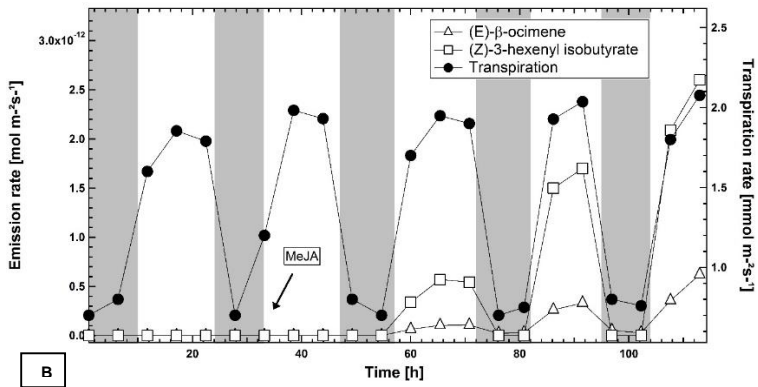 3.0x10⁻¹²
2.5
2.0
1.5
1.0
0.5
0.0
Emission rate [mol m⁻²s⁻¹]
(E)-β-ocimene
(Z)-3-hexenyl isobutyrate
Transpiration
MeJA
2.5
2.0
1.5
1.0
Transpiration rate [mmol m⁻²s⁻¹]
20
40
60
80
100
Time [h]
B